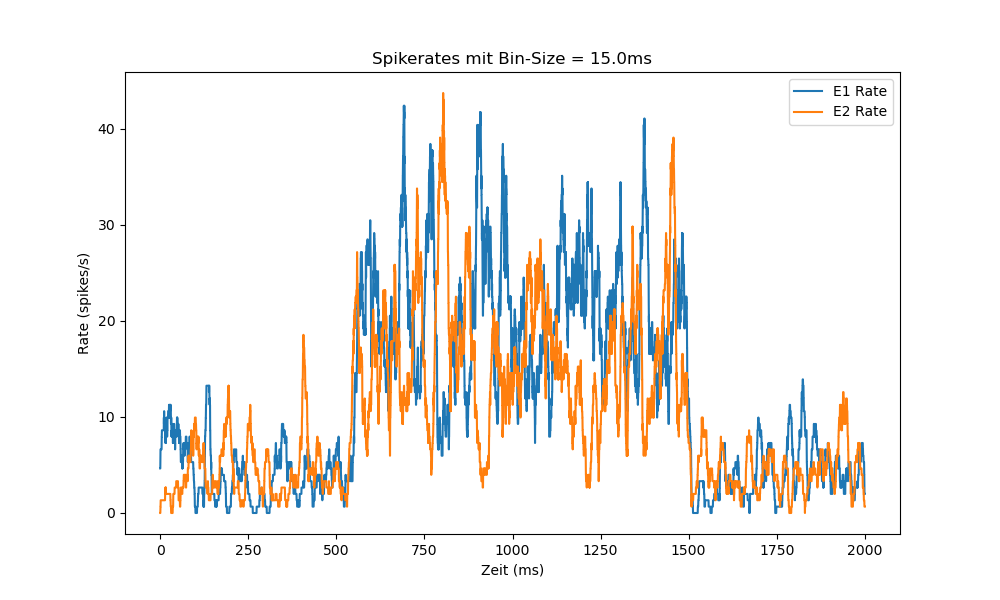 Spikerates mit Bin-Size = 15.0ms
E1 Rate
E2 Rate
Rate (spikes/s)
40
30
20
10
0
0 250 500 750 1000 1250 1500 1750 2000
Zeit (ms)